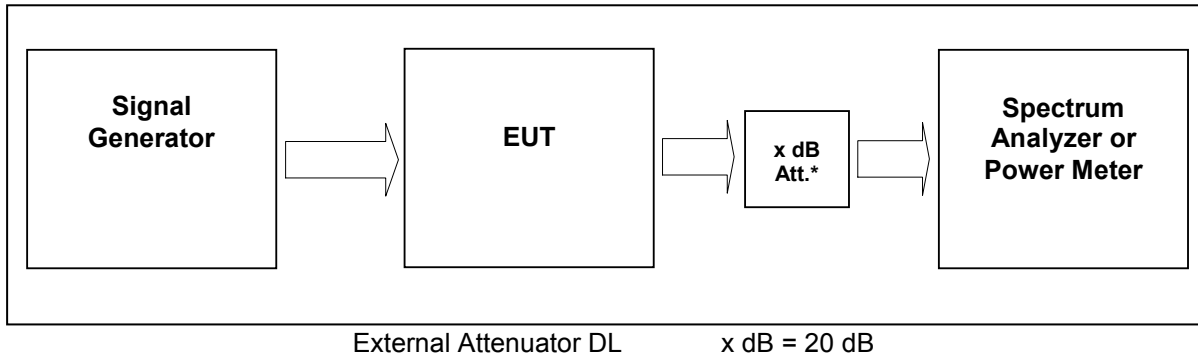 Signal
Generator
EUT
x dB
Att.*
Spectrum
Analyzer or
Power Meter
External Attenuator DL x dB = 20 dB